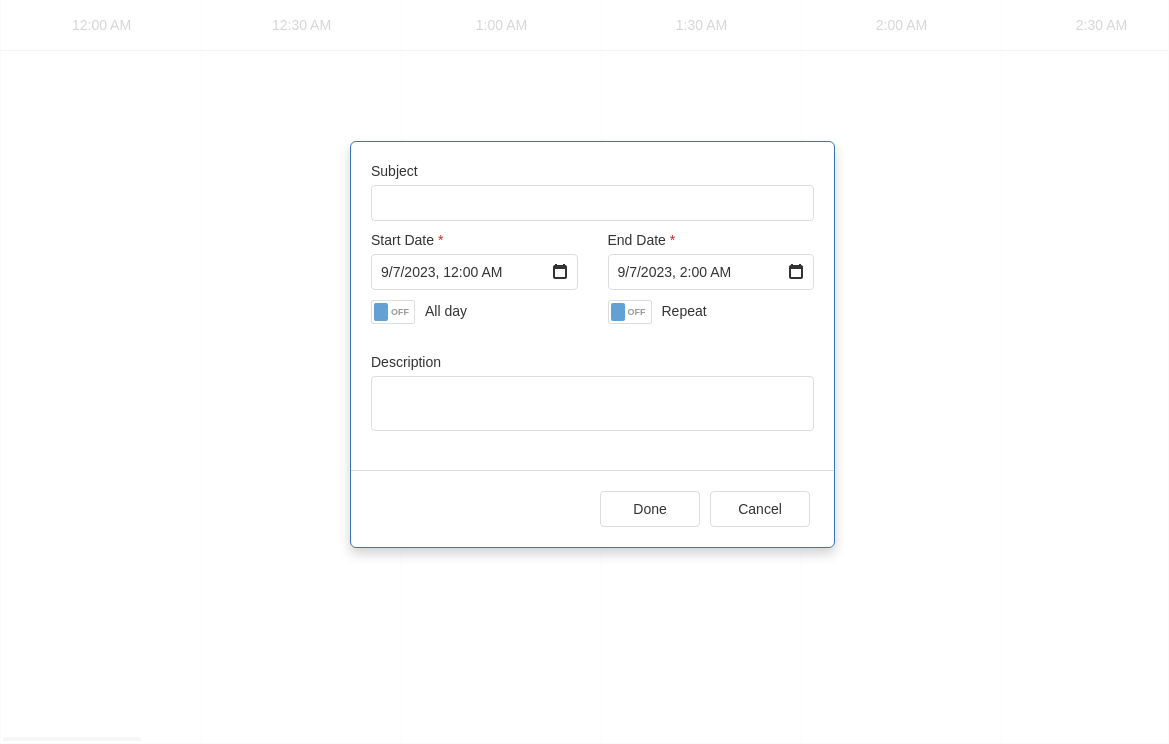 12:00 AM 12:30 AM 1:00 AM 1:30 AM 2:00 AM 2:30 AM
Subject
Start Date * End Date *
9/7/2023, 12:00 AM 9/7/2023, 2:00 AM
OFF All day OFF Repeat
Description
Done Cancel